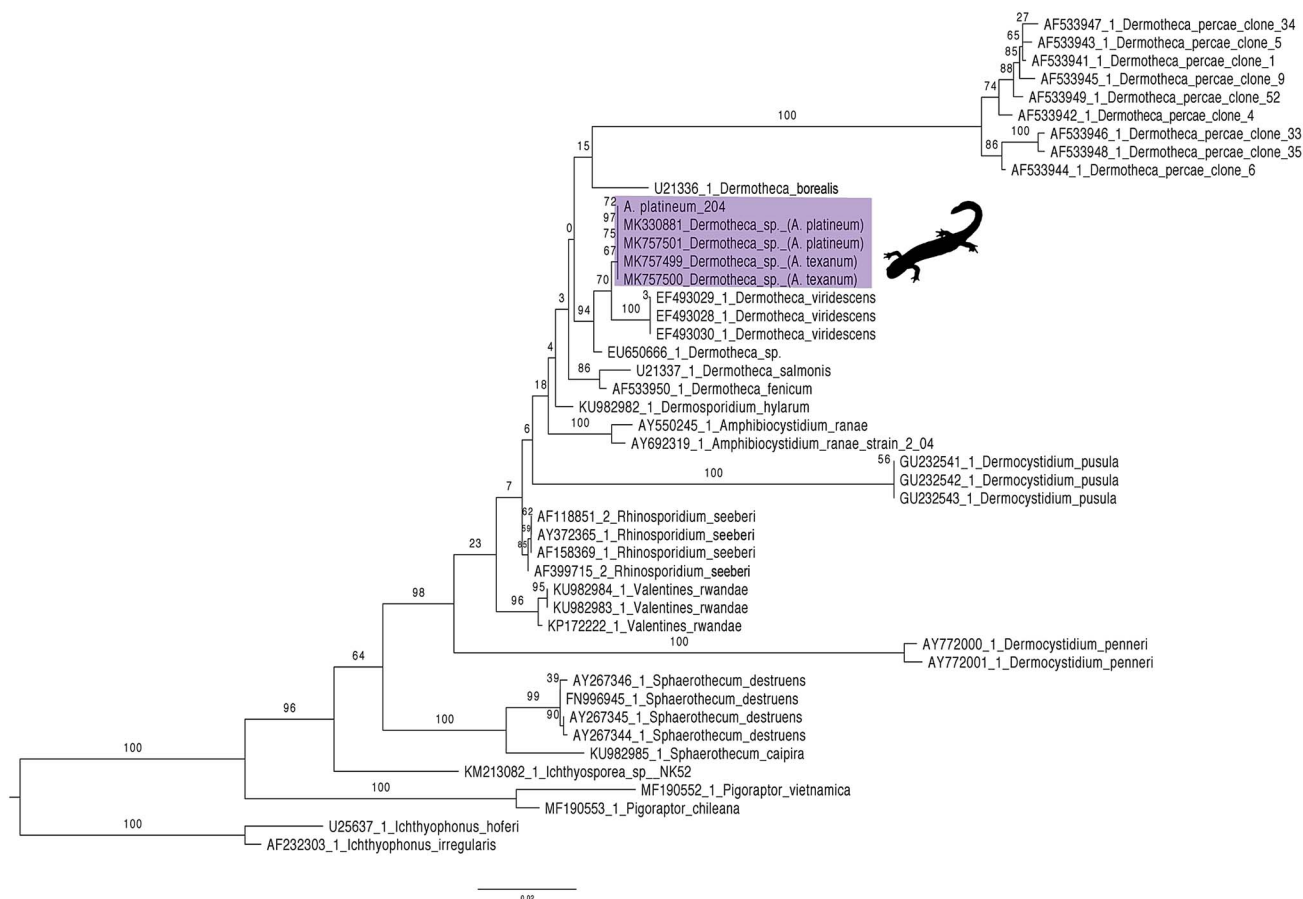 27
AF533947_1_Dermotheca_percae_clone_34
65
AF533943_1_Dermotheca_percae_clone_5
85
AF533941_1_Dermotheca_percae_clone_1
88
AF533945_1_Dermotheca_percae_clone_9
74
AF533949_1_Dermotheca_percae_clone_52
100
AF533942_1_Dermotheca_percae_clone_4
100
AF533946_1_Dermotheca_percae_clone_33
86
AF533948_1_Dermotheca_percae_clone_35
15
AF533944_1_Dermotheca_percae_clone_6
U21336_1_Dermotheca_borealis
72
A. platineum_204
97
MK330881_Dermotheca_sp._(A. platineum)
0
75
MK757501_Dermotheca_sp._(A. platineum)
67
MK757499_Dermotheca_sp._(A. texanum)
70
MK757500_Dermotheca_sp._(A. texanum)
3
3
EF493029_1_Dermotheca_viridescens
94
100
EF493028_1_Dermotheca_viridescens
EF493030_1_Dermotheca_viridescens
4
EU650666_1_Dermotheca_sp.
86
U21337_1_Dermotheca_salmonis
18
AF533950_1_Dermotheca_fenicum
KU982982_1_Dermosporidium_hylarum
100
AY550245_1_Amphibiocystidium_ranae
6
AY692319_1_Amphibiocystidium_ranae_strain_2_04
56
GU232541_1_Dermocystidium_pusula
100
GU232542_1_Dermocystidium_pusula
7
GU232543_1_Dermocystidium_pusula
62
AF118851_2_Rhinosporidium_seeberi
59
AY372365_1_Rhinosporidium_seeberi
23
85
AF158369_1_Rhinosporidium_seeberi
AF399715_2_Rhinosporidium_seeberi
95
KU982984_1_Valentines_rwandae
98
96
KU982983_1_Valentines_rwandae
KP172222_1_Valentines_rwandae
100
AY772000_1_Dermocystidium_penneri
64
AY772001_1_Dermocystidium_penneri
39
AY267346_1_Sphaerothecum_destruens
99
FN996945_1_Sphaerothecum_destruens
96
90
AY267345_1_Sphaerothecum_destruens
100
AY267344_1_Sphaerothecum_destruens
KU982985_1_Sphaerothecum_caipira
100
KM213082_1_Ichthyosporea_sp__NK52
100
MF190552_1_Pigoraptor_vietnamica
MF190553_1_Pigoraptor_chileana
100
U25637_1_Ichthyophonus_hoferi
AF232303_1_Ichthyophonus_irregularis